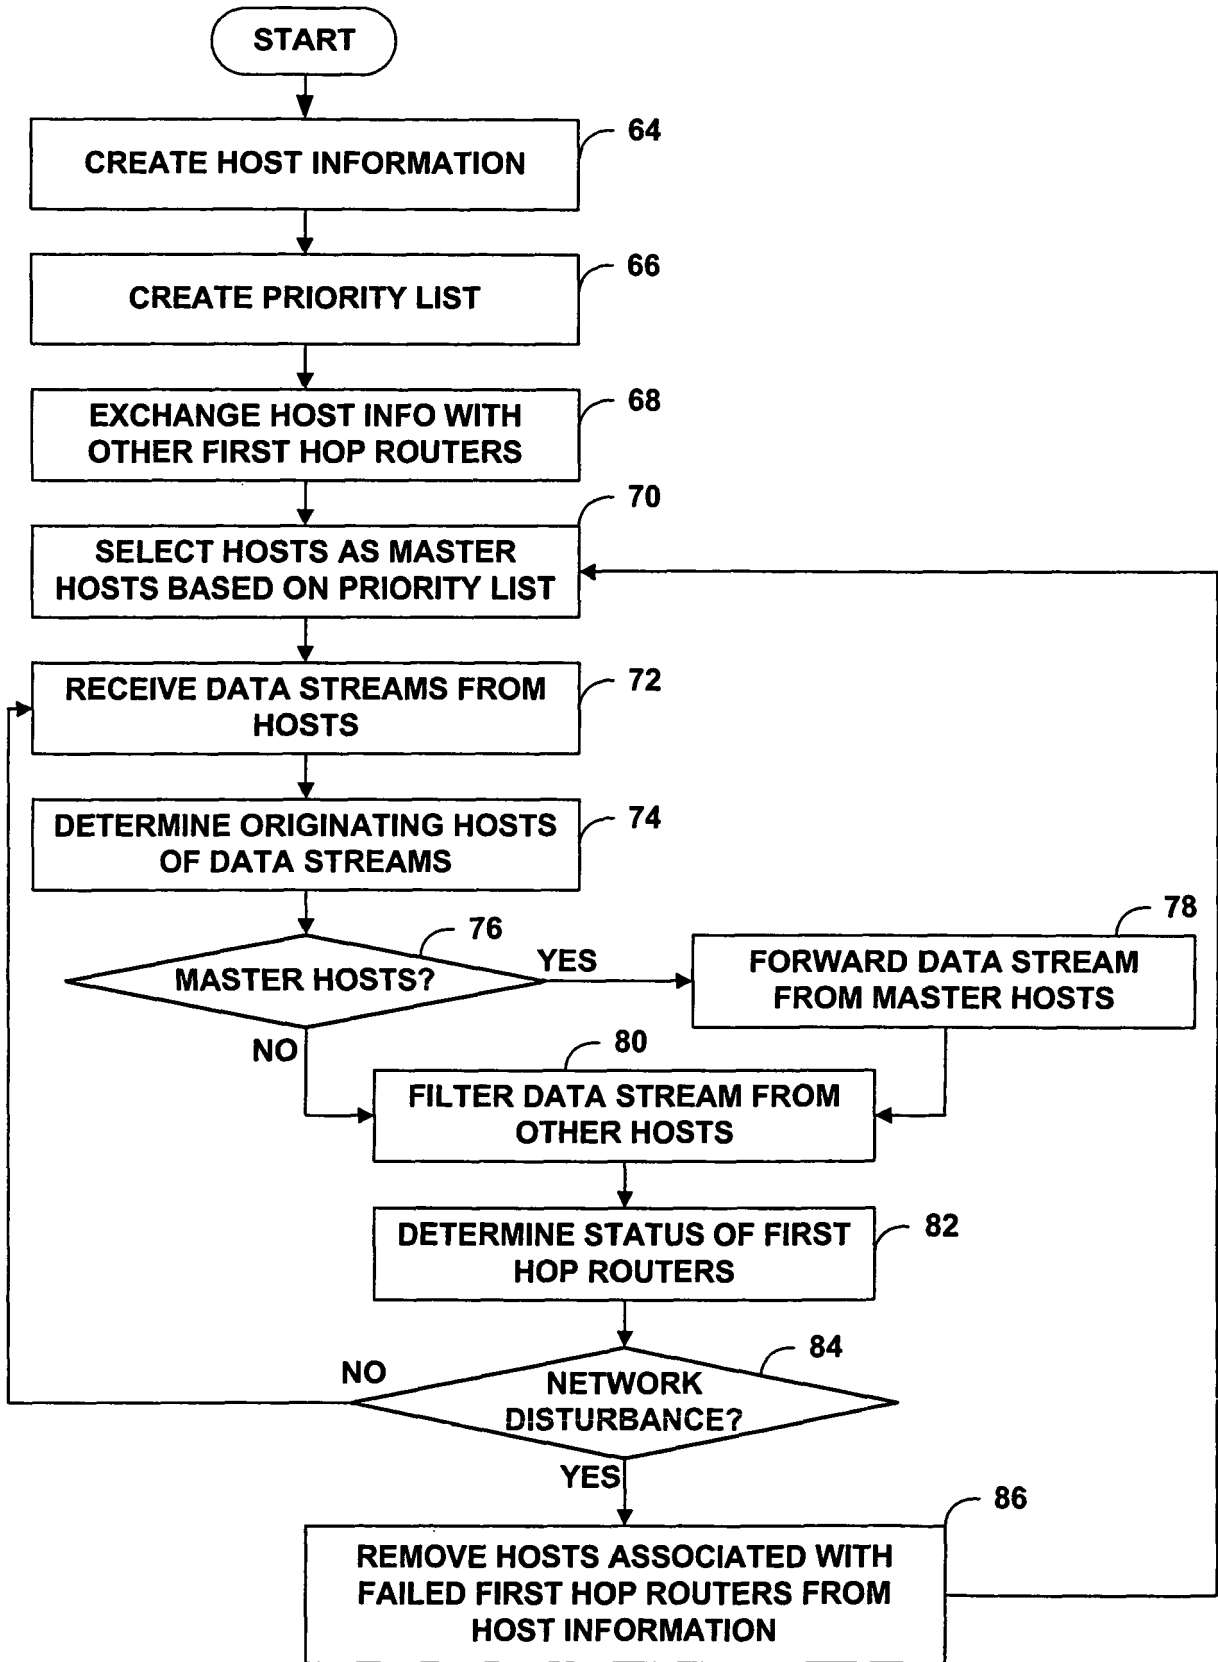 START
64
CREATE HOST INFORMATION
66
CREATE PRIORITY LIST
68
EXCHANGE HOST INFO WITH
OTHER FIRST HOP ROUTERS
70
SELECT HOSTS AS MASTER
HOSTS BASED ON PRIORITY LIST
72
RECEIVE DATA STREAMS FROM
HOSTS
74
DETERMINE ORIGINATING HOSTS
OF DATA STREAMS
76
MASTER HOSTS?
YES
78
FORWARD DATA STREAM
FROM MASTER HOSTS
NO
80
FILTER DATA STREAM FROM
OTHER HOSTS
82
DETERMINE STATUS OF FIRST
HOP ROUTERS
84
NO
NETWORK
DISTURBANCE?
YES
86
REMOVE HOSTS ASSOCIATED WITH
FAILED FIRST HOP ROUTERS FROM
HOST INFORMATION